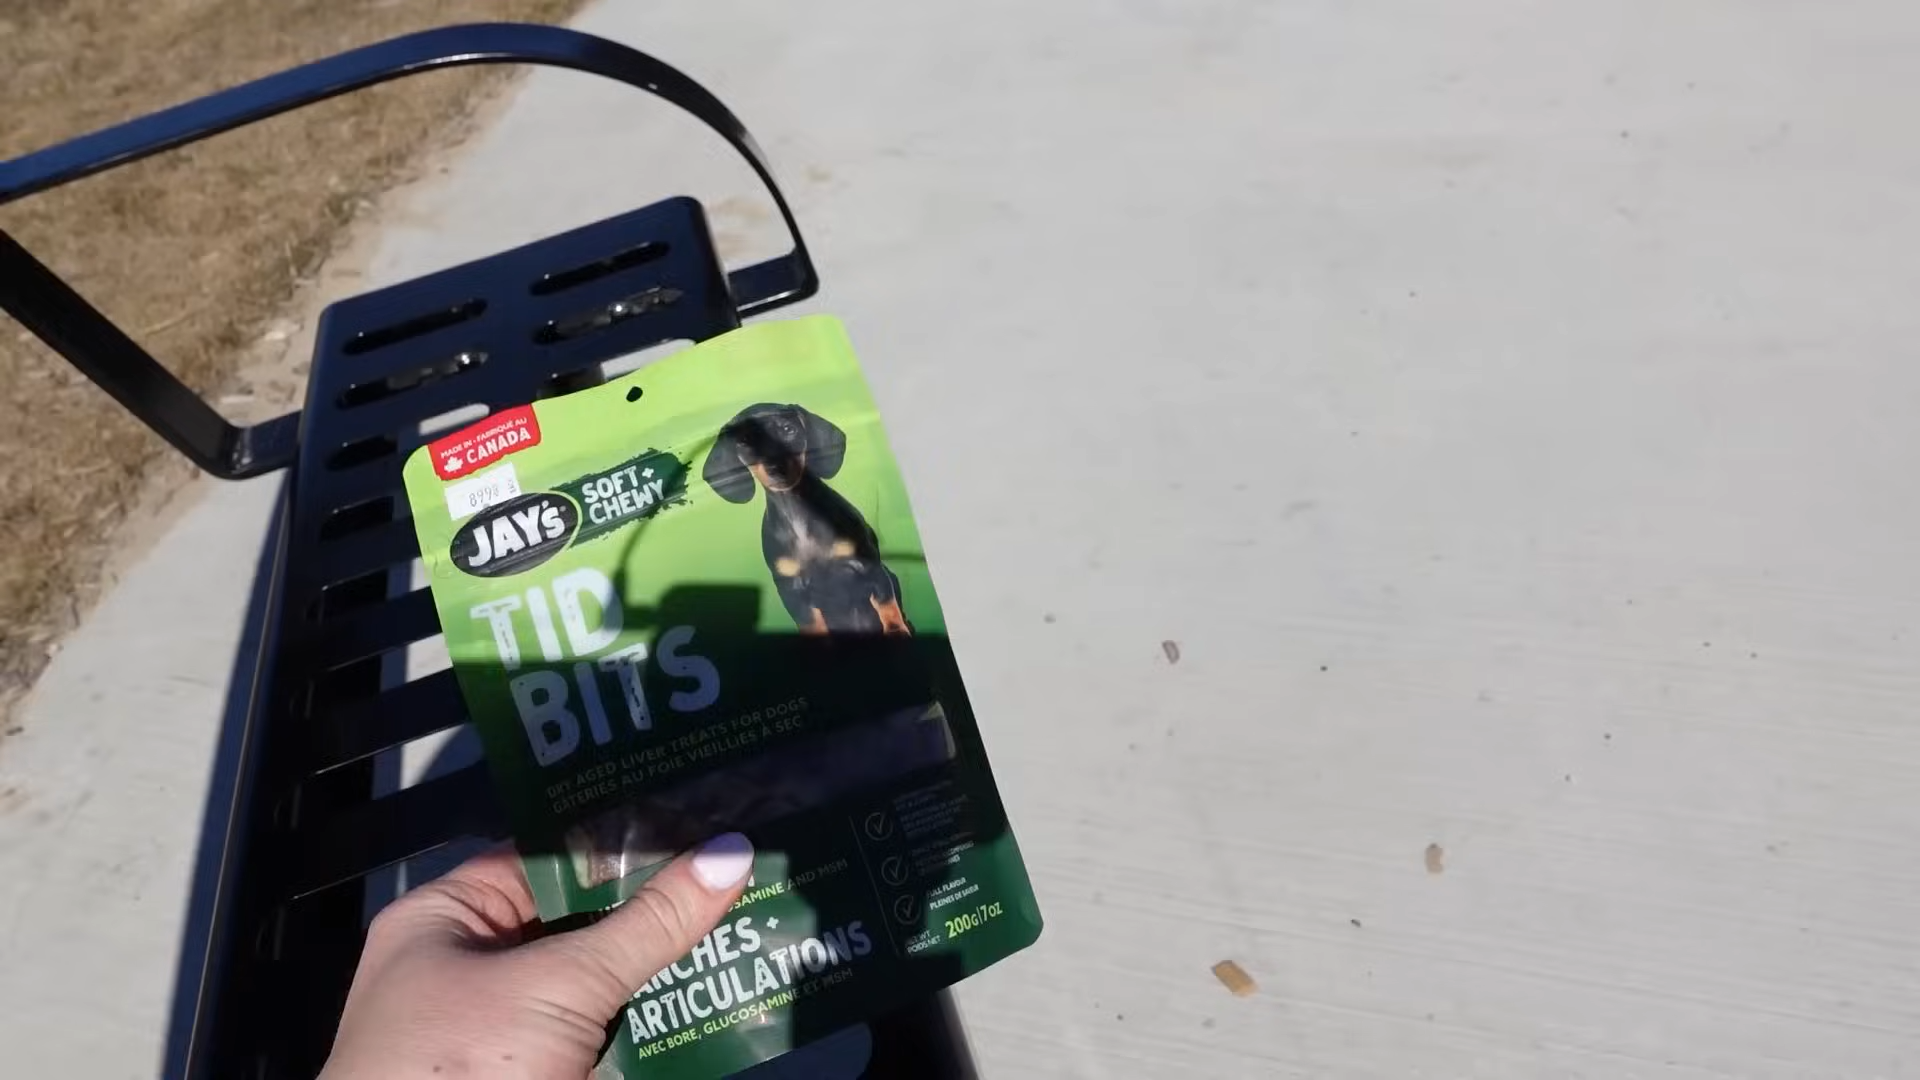 MADE IN • FABRIQUÉ AU
CANADA
8998
JAY's
SOFT +
CHEWY
TID
BITS
DRY AGED LIVER TREATS FOR DOGS
GÂTERIES AU FOIE VIEILLIES À SEC
AND MSM
ARTICULATIONS
AVEC BORE, GLUCOSAMINE ET MSM
FULL FLAVOUR
PLEINES DE SAVEUR
NET WT
POIDS NET
200G|7OZ